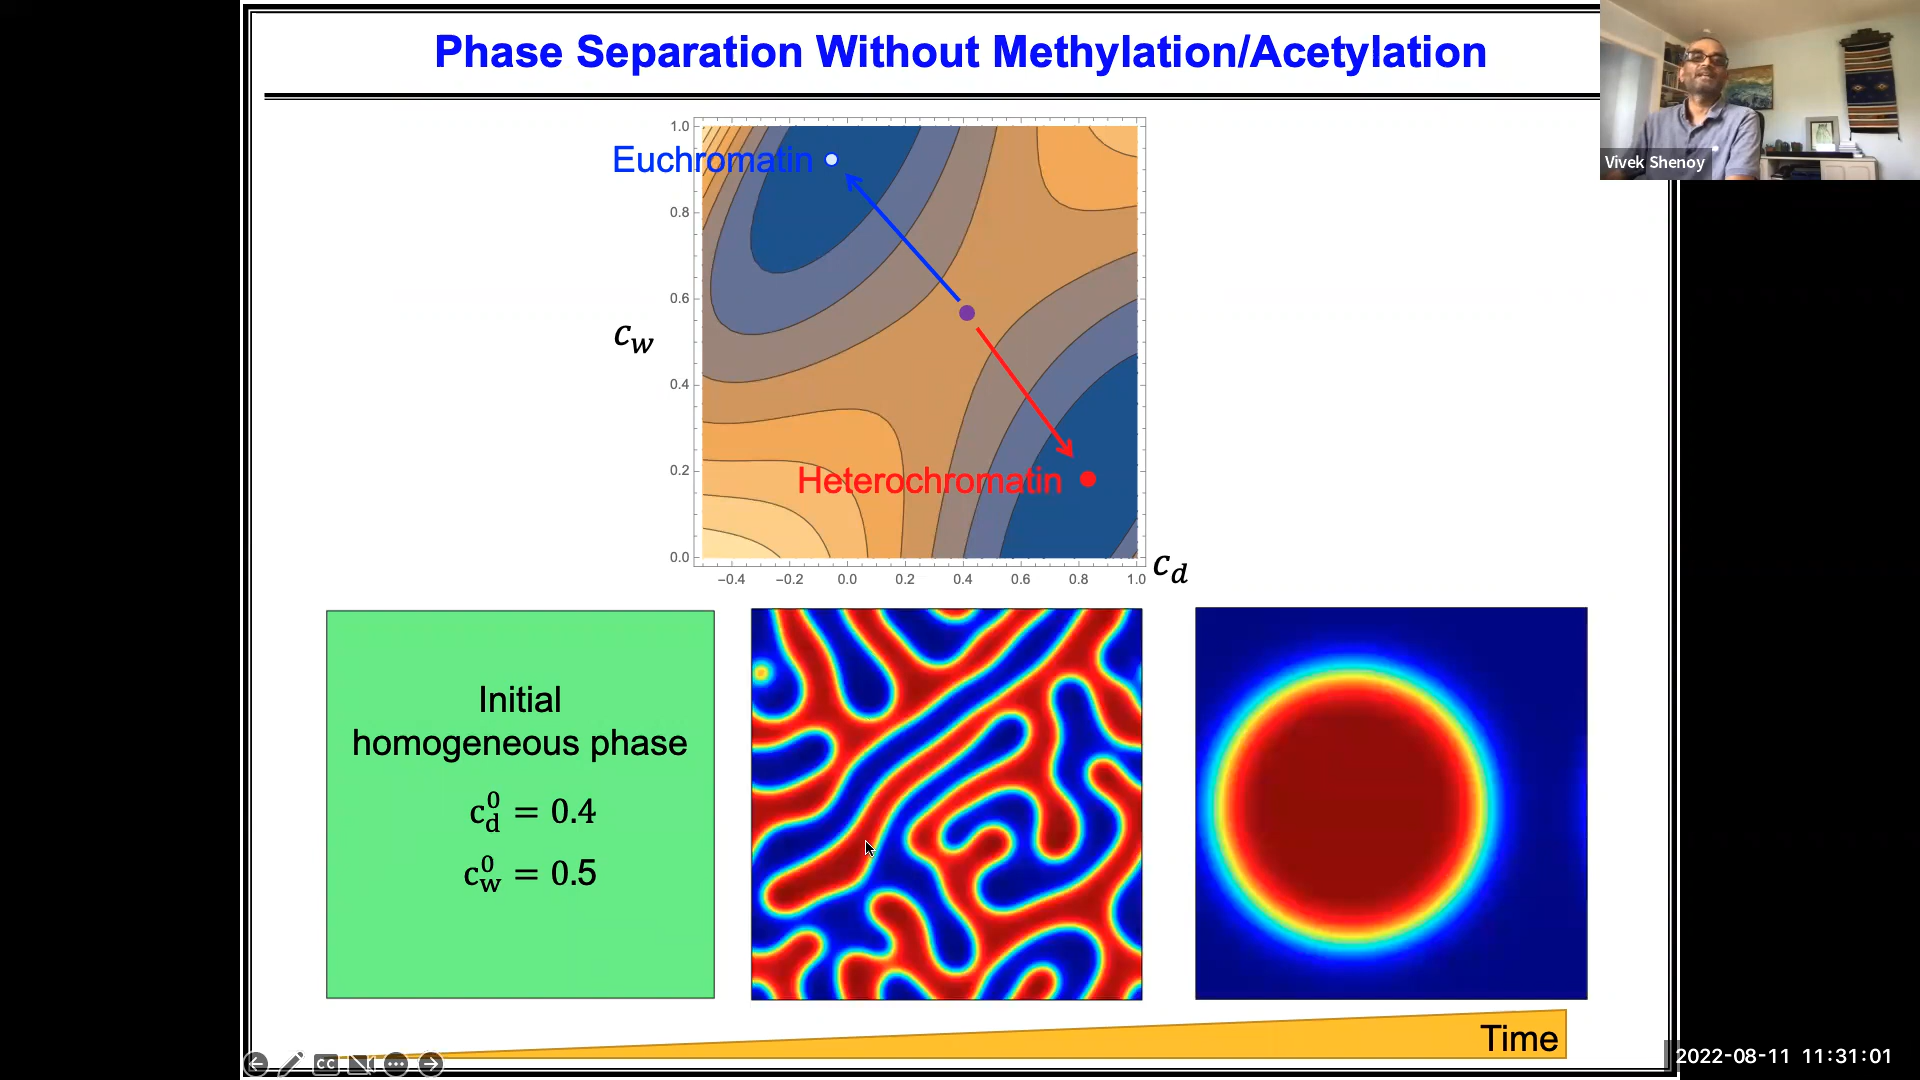 Phase Separation Without Methylation/Acetylation
Vivek Shenoy
1.0
0.8
0.6
0.4
0.2
0.0
Euchromatin
Heterochromatin
c_w
−0.4 −0.2 0.0 0.2 0.4 0.6 0.8 1.0
c_d
Initial
homogeneous phase
c_d^0 = 0.4
c_w^0 = 0.5
Time
CC
2022-08-11 11:31:01